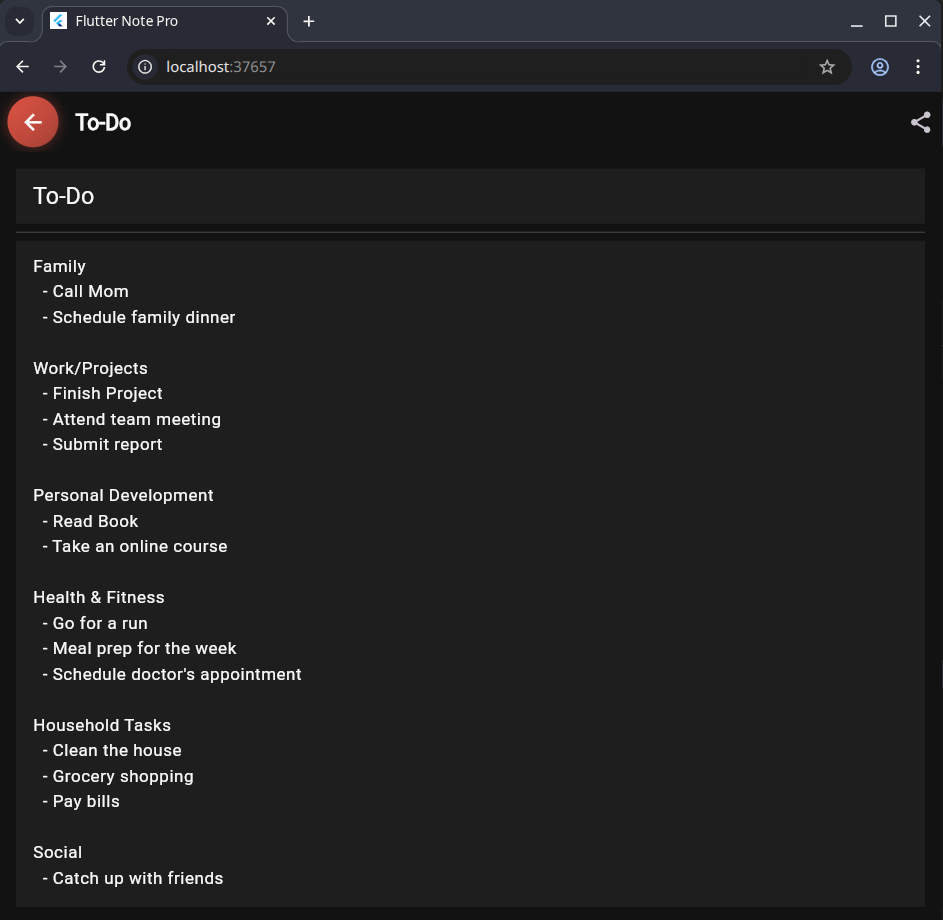 Flutter Note Pro
localhost:37657
To-Do
To-Do
Family
- Call Mom
- Schedule family dinner
Work/Projects
- Finish Project
- Attend team meeting
- Submit report
Personal Development
- Read Book
- Take an online course
Health & Fitness
- Go for a run
- Meal prep for the week
- Schedule doctor's appointment
Household Tasks
- Clean the house
- Grocery shopping
- Pay bills
Social
- Catch up with friends